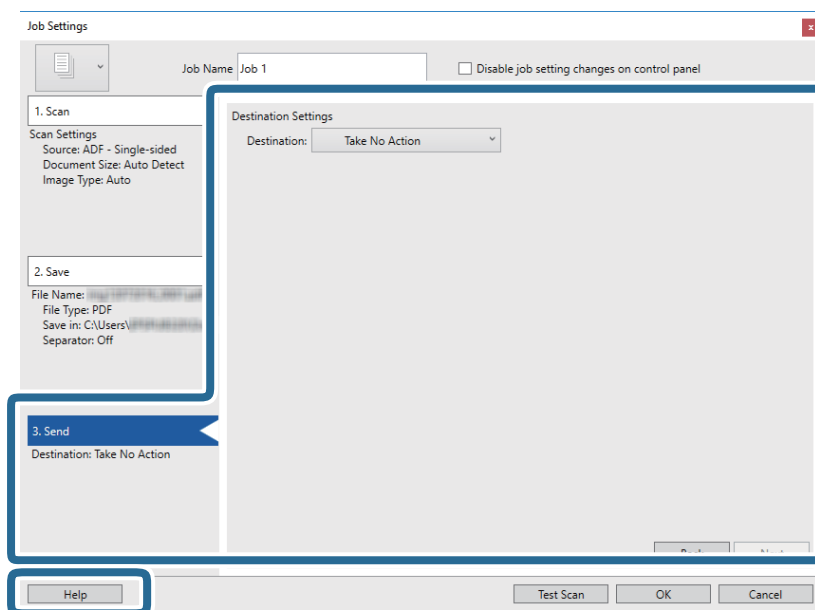 Job Settings
x
Job Name Job 1
Disable job setting changes on control panel
1. Scan
Scan Settings
Source: ADF - Single-sided
Document Size: Auto Detect
Image Type: Auto
2. Save
File Name:
File Type: PDF
Save in: C:\Users\
Separator: Off
3. Send
Destination: Take No Action
Destination Settings
Destination: Take No Action
Help
Test Scan
OK
Cancel